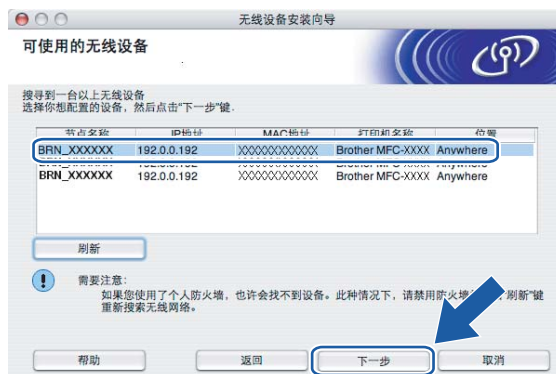 无线设备安装向导
可使用的无线设备
搜寻到一台以上无线设备
选择你想配置的设备，然后点击"下一步"键.
节点名称 IP地址 MAC地址 打印机名称 位置
BRN_XXXXXX 192.0.0.192 XXXXXXXXXXXX Brother MFC-XXXX Anywhere
BRN_XXXXXX 192.0.0.192 XXXXXXXXXXXX Brother MFC-XXXX Anywhere
刷新
需要注意:
如果您使用了个人防火墙，也许会找不到设备。此种情况下，请禁用防火墙 "刷新"键
重新搜索无线网络。
帮助 返回 下一步 取消